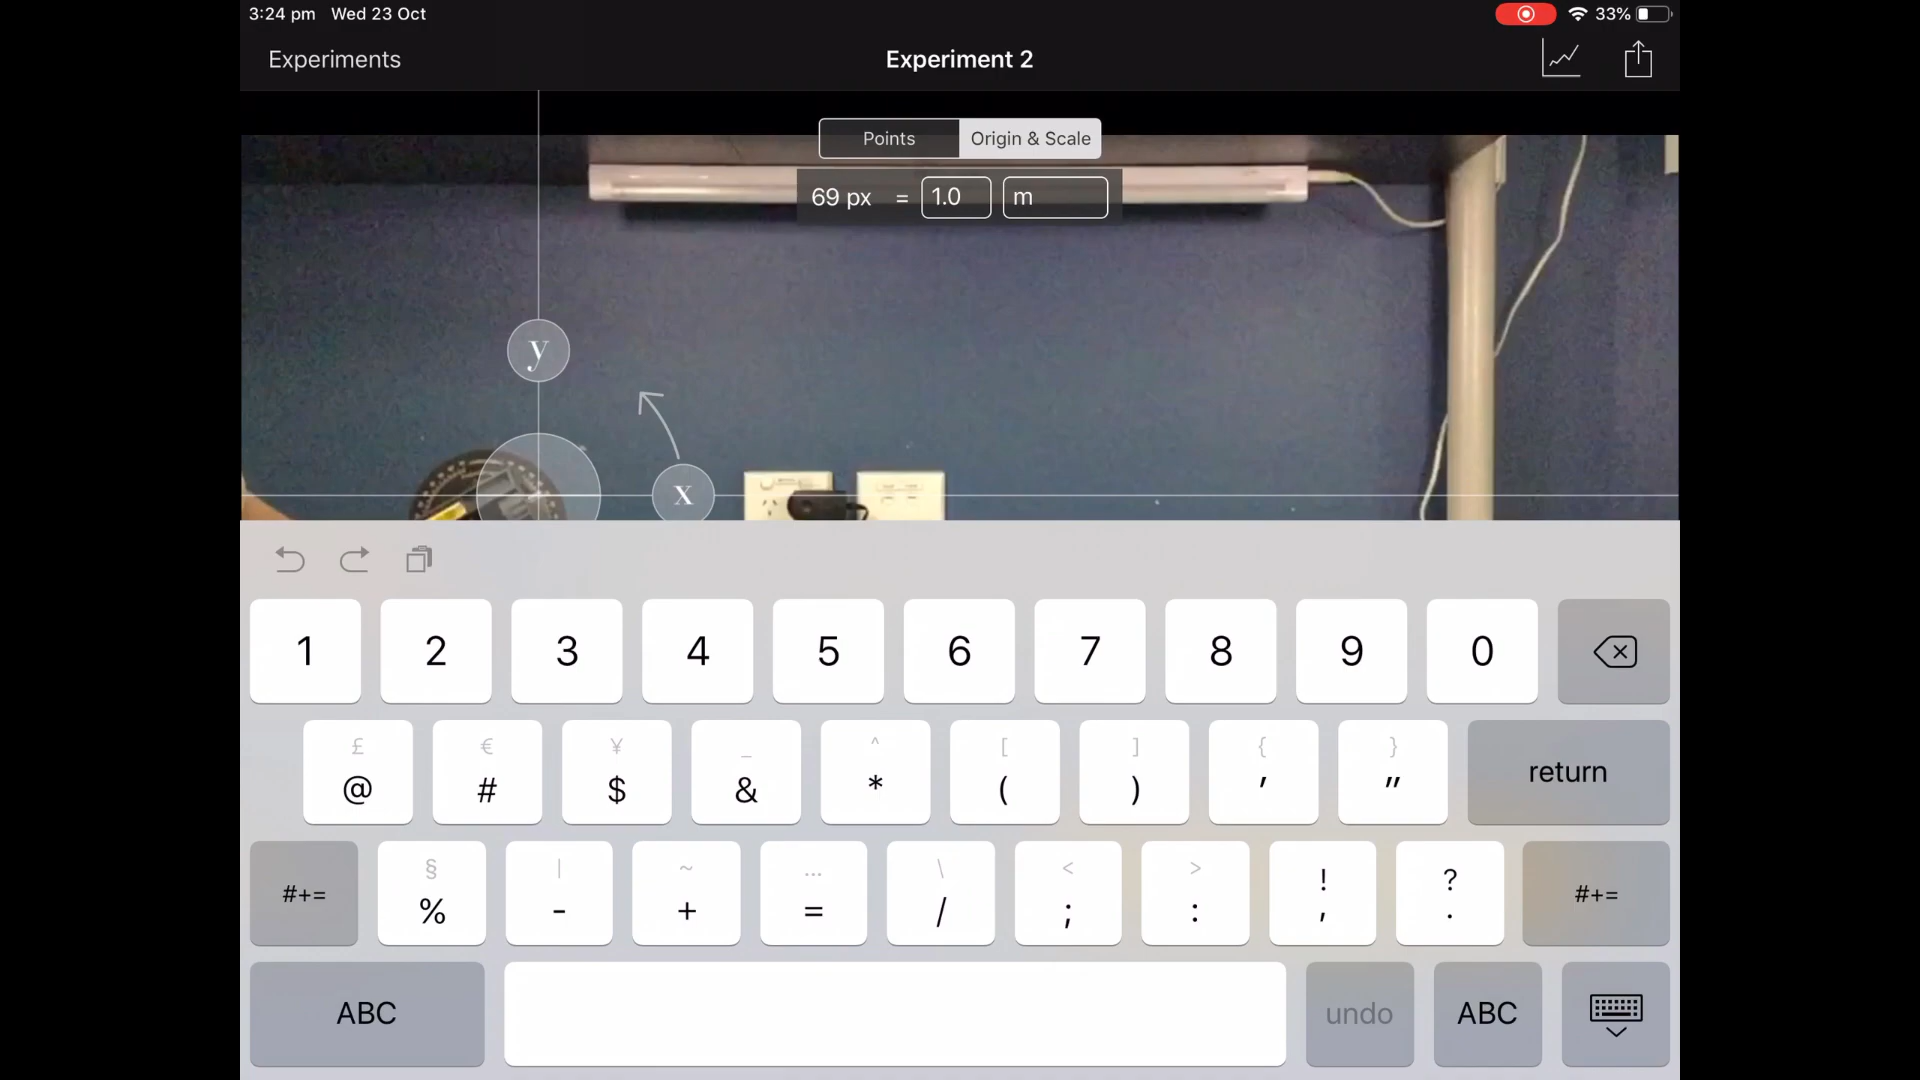 3:24 pm Wed 23 Oct 33%
Experiments Experiment 2
Points Origin & Scale
69 px = 1.0 m
y
x
1 2 3 4 5 6 7 8 9 0
£ € ¥ _ ^ [ ] { }
@ # $ & * ( ) ' " return
§ | ~ … \ < > ! ?
#+= % - + = / ; : , . #+=
ABC undo ABC